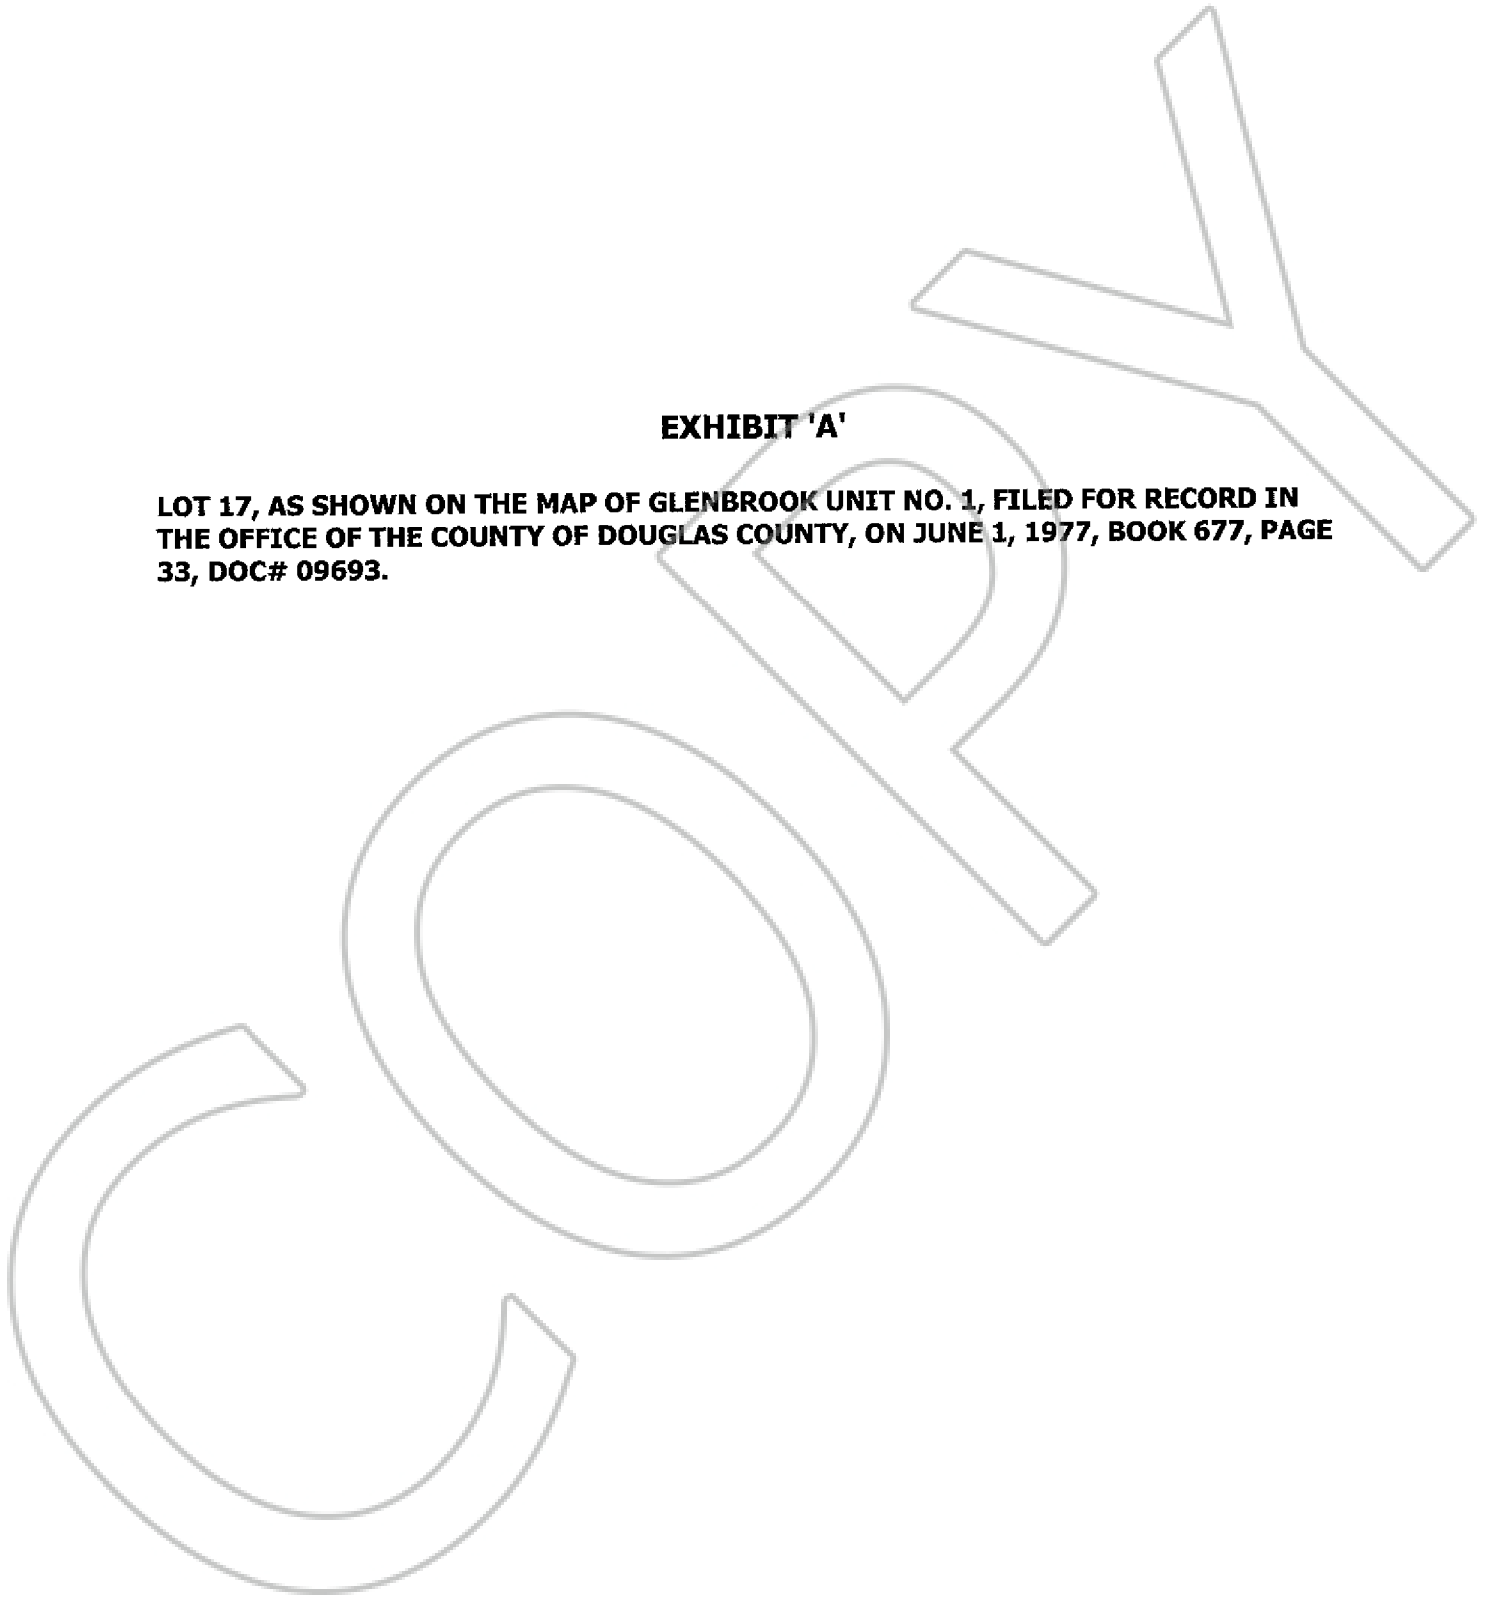 EXHIBIT 'A'
LOT 17, AS SHOWN ON THE MAP OF GLENBROOK UNIT NO. 1, FILED FOR RECORD IN
THE OFFICE OF THE COUNTY OF DOUGLAS COUNTY, ON JUNE 1, 1977, BOOK 677, PAGE
33, DOC# 09693.
COPY